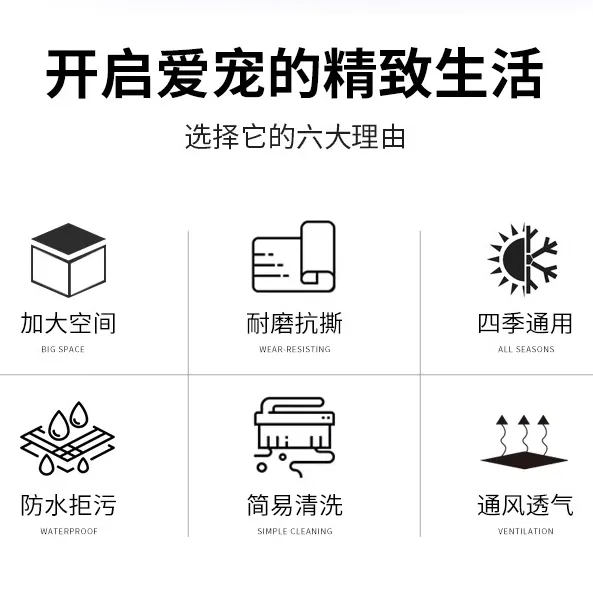 开启爱宠的精致生活
选择它的六大理由
加大空间
BIG SPACE
耐磨抗撕
WEAR-RESISTING
四季通用
ALL SEASONS
防水拒污
WATERPROOF
简易清洗
SIMPLE CLEANING
通风透气
VENTILATION